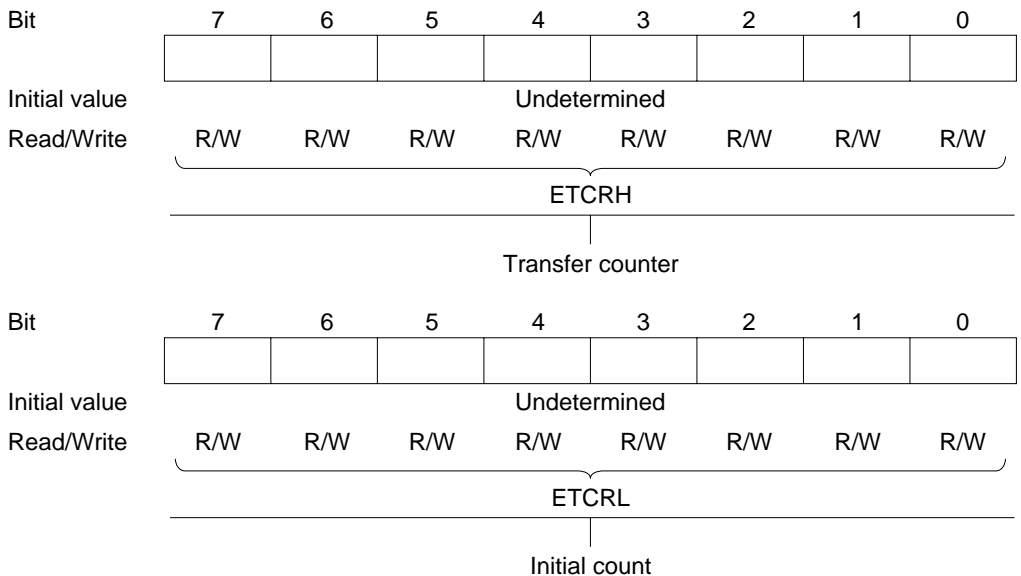 Bit 7 6 5 4 3 2 1 0
Initial value Undetermined
Read/Write R/W R/W R/W R/W R/W R/W R/W R/W
ETCRH
Transfer counter
Bit 7 6 5 4 3 2 1 0
Initial value Undetermined
Read/Write R/W R/W R/W R/W R/W R/W R/W R/W
ETCRL
Initial count